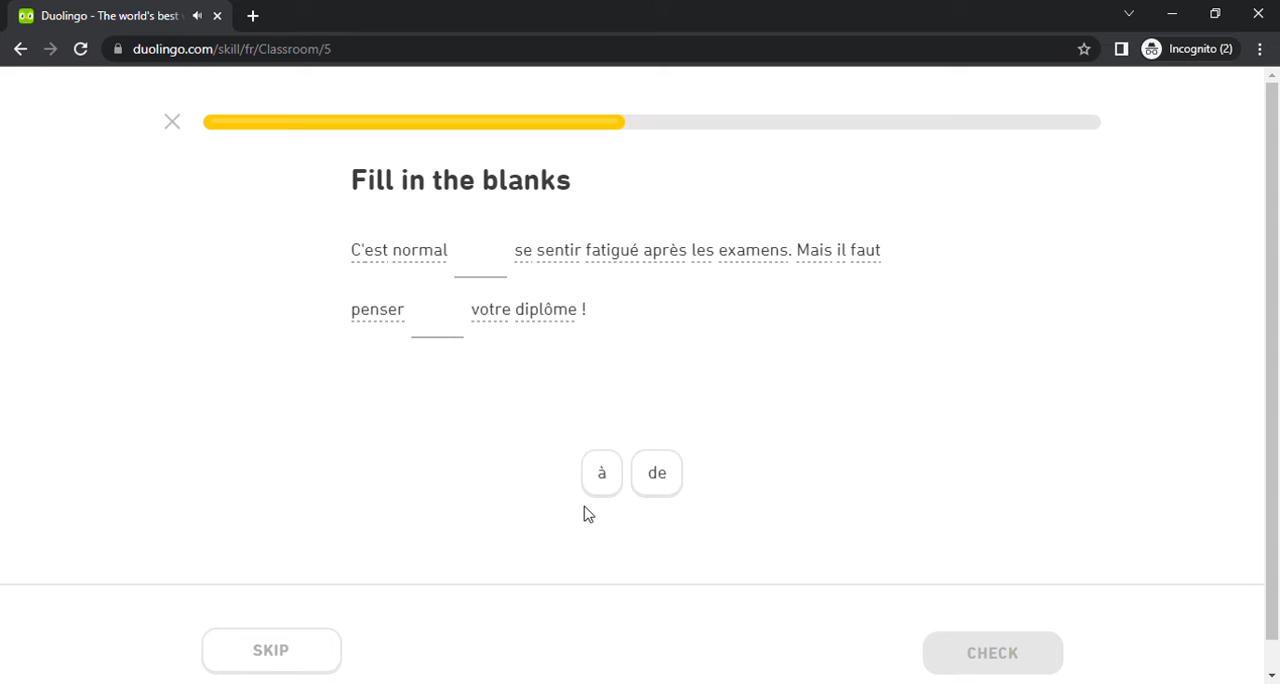 Duolingo - The world's best
duolingo.com/skill/fr/Classroom/5
Incognito (2)
Fill in the blanks
C'est normal se sentir fatigué après les examens. Mais il faut
penser votre diplôme !
à de
SKIP
CHECK